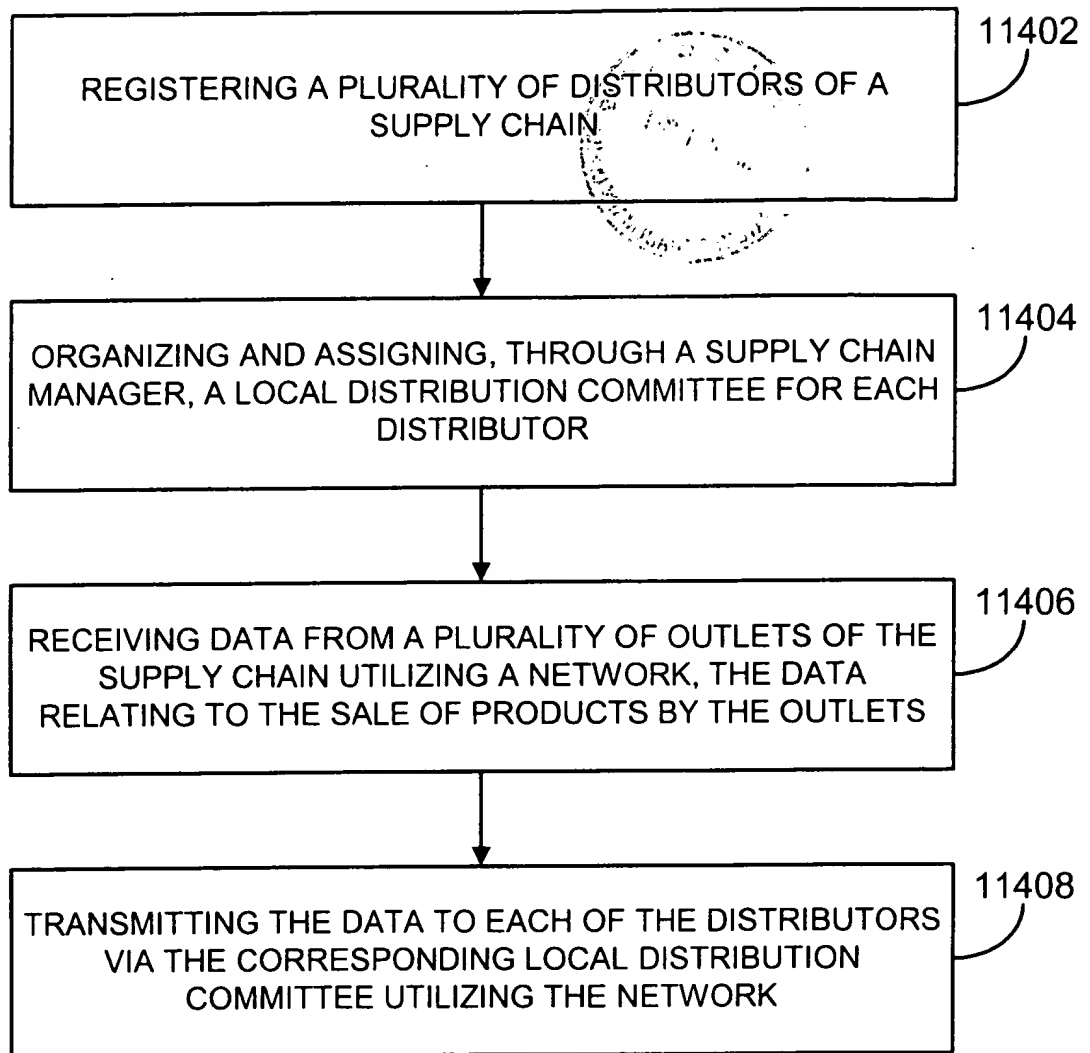 REGISTERING A PLURALITY OF DISTRIBUTORS OF A
SUPPLY CHAIN
11402
ORGANIZING AND ASSIGNING, THROUGH A SUPPLY CHAIN
MANAGER, A LOCAL DISTRIBUTION COMMITTEE FOR EACH
DISTRIBUTOR
11404
RECEIVING DATA FROM A PLURALITY OF OUTLETS OF THE
SUPPLY CHAIN UTILIZING A NETWORK, THE DATA
RELATING TO THE SALE OF PRODUCTS BY THE OUTLETS
11406
TRANSMITTING THE DATA TO EACH OF THE DISTRIBUTORS
VIA THE CORRESPONDING LOCAL DISTRIBUTION
COMMITTEE UTILIZING THE NETWORK
11408